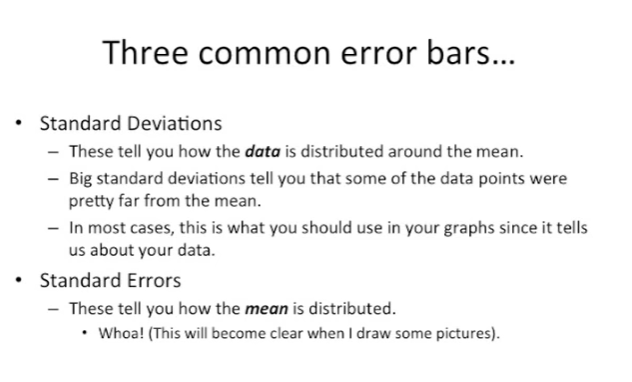 Three common error bars...
• Standard Deviations
– These tell you how the data is distributed around the mean.
– Big standard deviations tell you that some of the data points were
pretty far from the mean.
– In most cases, this is what you should use in your graphs since it tells
us about your data.
• Standard Errors
– These tell you how the mean is distributed.
• Whoa! (This will become clear when I draw some pictures).